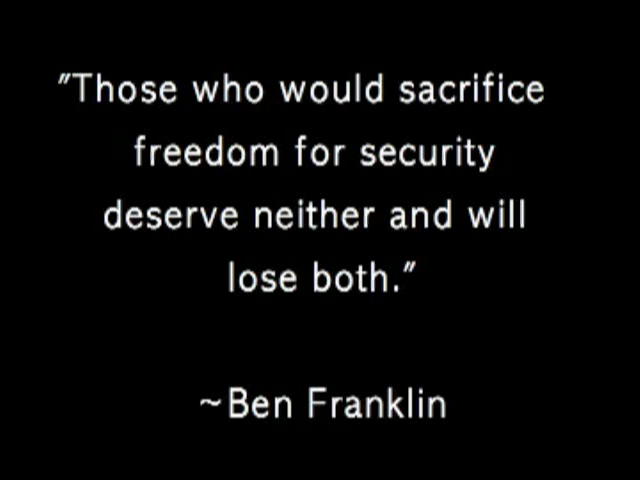 "Those who would sacrifice
freedom for security
deserve neither and will
lose both."
~Ben Franklin